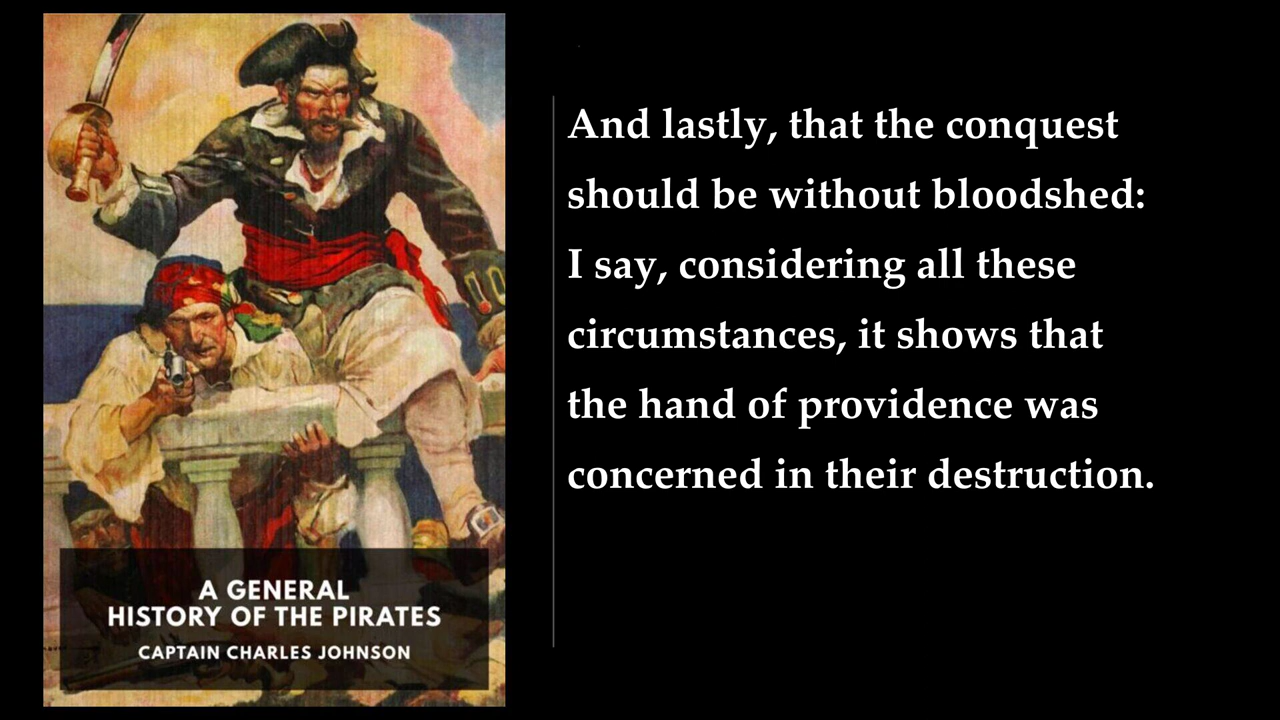 And lastly, that the conquest
should be without bloodshed:
I say, considering all these
circumstances, it shows that
the hand of providence was
concerned in their destruction.
A GENERAL
HISTORY OF THE PIRATES
CAPTAIN CHARLES JOHNSON